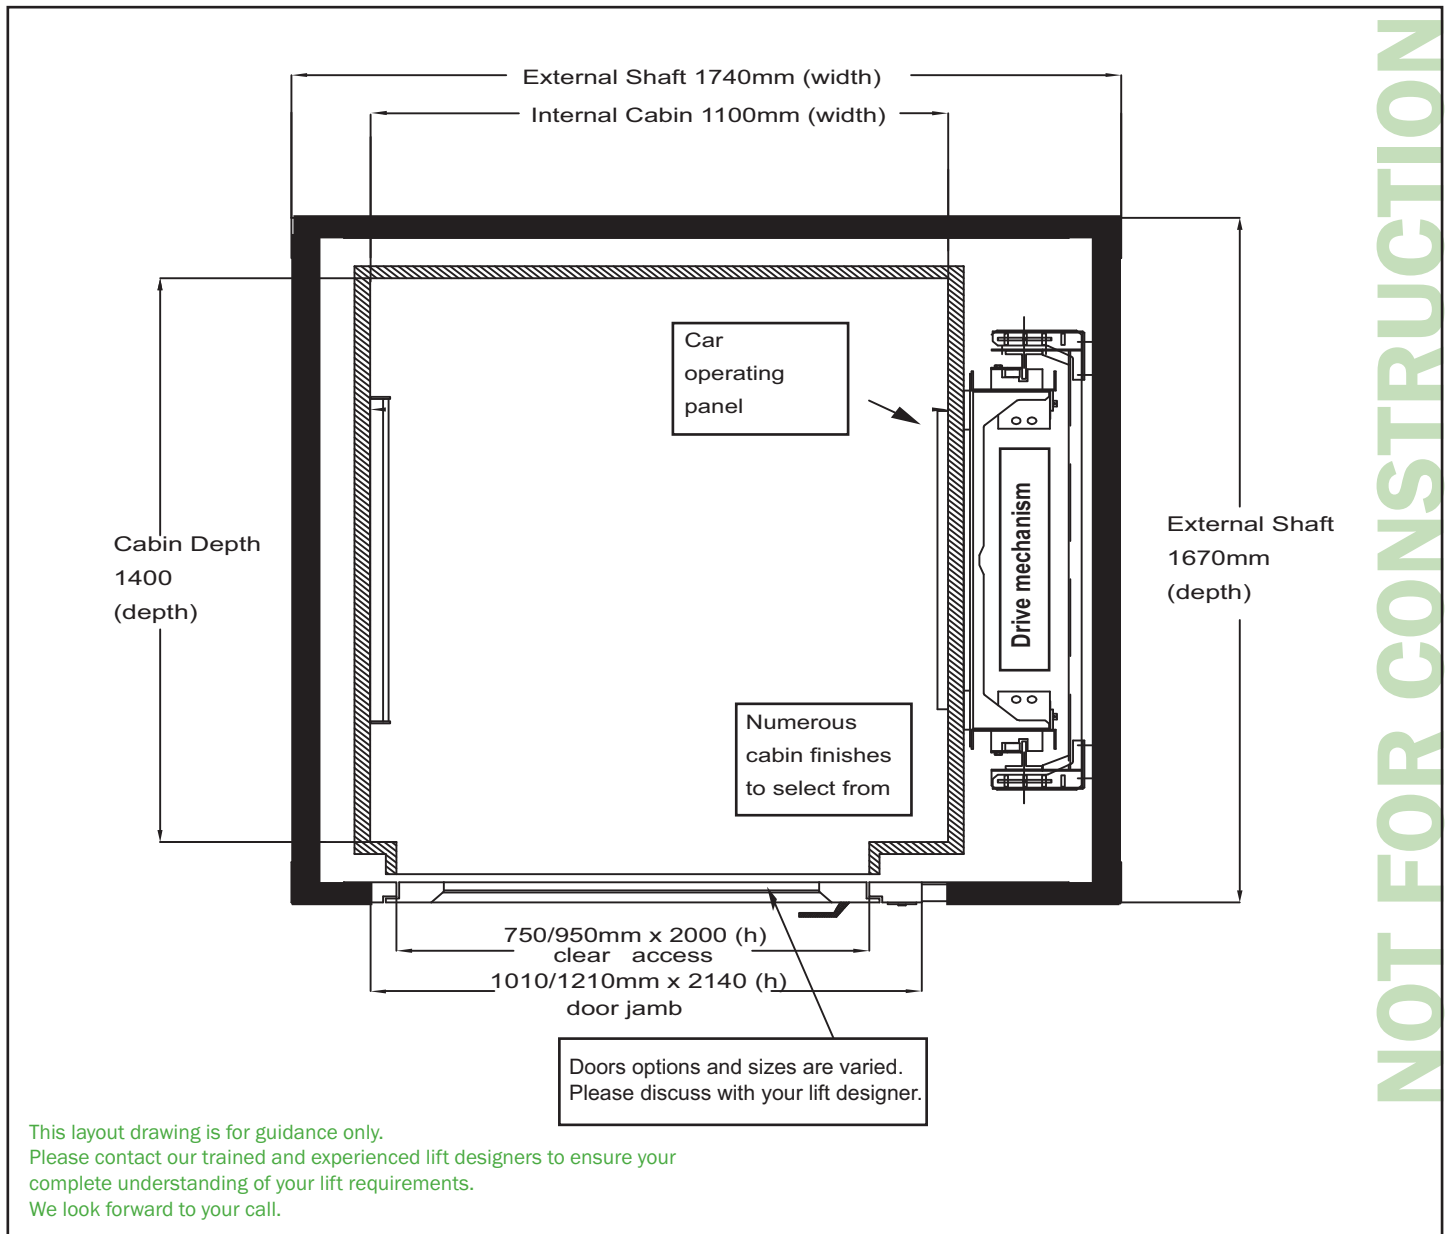 External Shaft 1740mm (width)
Internal Cabin 1100mm (width)
NOT FOR CONSTRUCTION
Car
operating
panel
Cabin Depth
1400
(depth)
Drive mechanism
External Shaft
1670mm
(depth)
Numerous
cabin finishes
to select from
750/950mm x 2000 (h)
clear access
1010/1210mm x 2140 (h)
door jamb
Doors options and sizes are varied.
Please discuss with your lift designer.
This layout drawing is for guidance only.
Please contact our trained and experienced lift designers to ensure your
complete understanding of your lift requirements.
We look forward to your call.